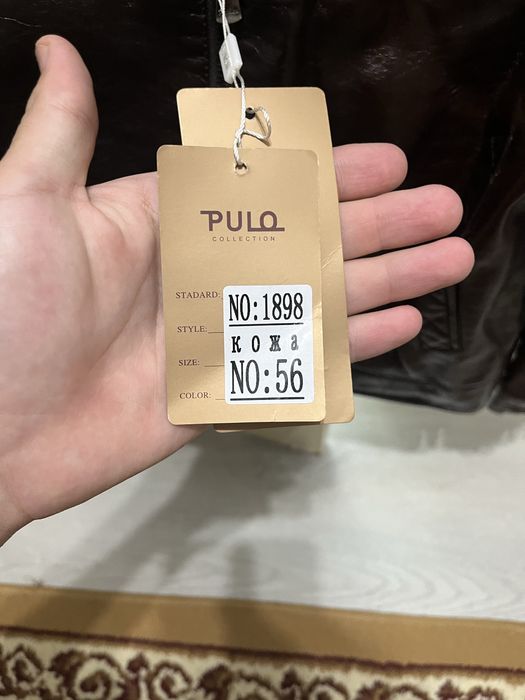 PULO
COLLECTION
STADARD:
NO:1898
STYLE:
кожа
SIZE:
NO:56
COLOR: